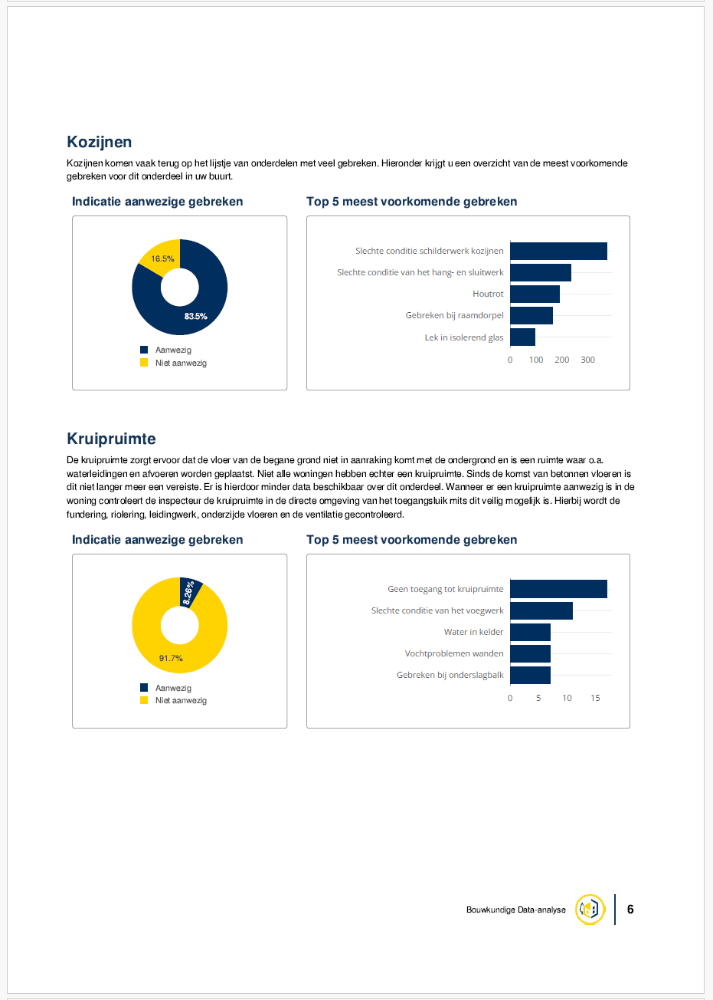 Kozijnen
Kozijnen komen vaak terug op het lijstje van onderdelen met veel gebreken. Hieronder krijgt u een overzicht van de meest voorkomende
gebreken voor dit onderdeel in uw buurt.
Indicatie aanwezige gebreken
16.5%
83.5%
Aanwezig
Niet aanwezig
Top 5 meest voorkomende gebreken
Slechte conditie schilderwerk kozijnen
Slechte conditie van het hang- en sluitwerk
Houtrot
Gebreken bij raamdorpel
Lek in isolerend glas
0 100 200 300
Kruipruimte
De kruipruimte zorgt ervoor dat de vloer van de begane grond niet in aanraking komt met de ondergrond en is een ruimte waar o.a.
waterleidingen en afvoeren worden geplaatst. Niet alle woningen hebben echter een kruipruimte. Sinds de komst van betonnen vloeren is
dit niet langer meer een vereiste. Er is hierdoor minder data beschikbaar over dit onderdeel. Wanneer er een kruipruimte aanwezig is in de
woning controleert de inspecteur de kruipruimte in de directe omgeving van het toegangsluik mits dit veilig mogelijk is. Hierbij wordt de
fundering, riolering, leidingwerk, onderzijde vloeren en de ventilatie gecontroleerd.
Indicatie aanwezige gebreken
8.26%
91.7%
Aanwezig
Niet aanwezig
Top 5 meest voorkomende gebreken
Geen toegang tot kruipruimte
Slechte conditie van het voegwerk
Water in kelder
Vochtproblemen wanden
Gebreken bij onderslagbalk
0 5 10 15
Bouwkundige Data-analyse
6